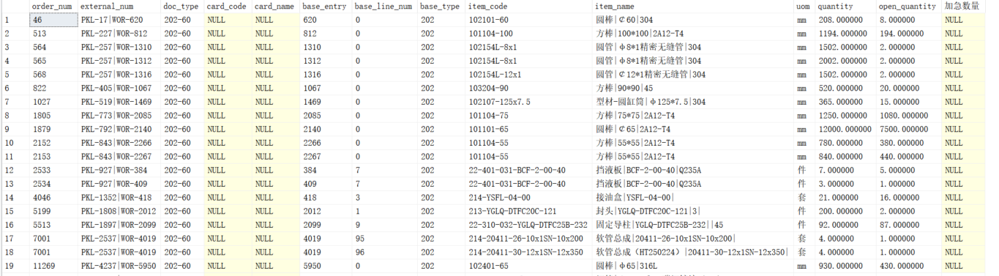 order_num external_num doc_type card_code card_name base_entry base_line_num base_type item_code item_name uom quantity open_quantity 加急数量
1 46 PKL-17|WOR-620 202-60 NULL NULL 620 0 202 102101-60 圆棒|￠60|304 mm 208.000000 8.000000 NULL
2 513 PKL-227|WOR-812 202-60 NULL NULL 812 0 202 101104-100 方棒|100*100|2A12-T4 mm 1194.000000 194.000000 NULL
3 564 PKL-257|WOR-1310 202-60 NULL NULL 1310 0 202 102154L-8x1 圆管|φ8*1精密无缝管|304 mm 1502.000000 2.000000 NULL
4 565 PKL-257|WOR-1312 202-60 NULL NULL 1312 0 202 102154L-8x1 圆管|φ8*1精密无缝管|304 mm 2002.000000 2.000000 NULL
5 568 PKL-257|WOR-1316 202-60 NULL NULL 1316 0 202 102154L-12x1 圆管|￠12*1精密无缝管|304 mm 1502.000000 2.000000 NULL
6 822 PKL-405|WOR-1067 202-60 NULL NULL 1067 0 202 103204-90 方棒|90*90|45 mm 520.000000 20.000000 NULL
7 1027 PKL-519|WOR-1469 202-60 NULL NULL 1469 0 202 102107-125x7.5 型材-圆缸筒|φ125*7.5|304 mm 365.000000 15.000000 NULL
8 1805 PKL-773|WOR-2085 202-60 NULL NULL 2085 0 202 101104-75 方棒|75*75|2A12-T4 mm 1250.000000 1080.000000 NULL
9 1879 PKL-792|WOR-2140 202-60 NULL NULL 2140 0 202 101101-65 圆棒|￠65|2A12-T4 mm 12000.000000 7500.000000 NULL
10 2152 PKL-843|WOR-2266 202-60 NULL NULL 2266 0 202 101104-55 方棒|55*55|2A12-T4 mm 780.000000 380.000000 NULL
11 2153 PKL-843|WOR-2267 202-60 NULL NULL 2267 0 202 101104-55 方棒|55*55|2A12-T4 mm 840.000000 440.000000 NULL
12 2533 PKL-927|WOR-384 202-60 NULL NULL 384 7 202 22-401-031-BCF-2-00-40 挡液板|BCF-2-00-40|Q235A 件 7.000000 5.000000 NULL
13 2534 PKL-927|WOR-409 202-60 NULL NULL 409 7 202 22-401-031-BCF-2-00-40 挡液板|BCF-2-00-40|Q235A 件 3.000000 1.000000 NULL
14 4046 PKL-1352|WOR-418 202-60 NULL NULL 418 3 202 214-YSFL-04-00 接油盒|YSFL-04-00| 套 21.000000 16.000000 NULL
15 5199 PKL-1808|WOR-2012 202-60 NULL NULL 2012 1 202 213-YGLQ-DTFC20C-121 封头|YGLQ-DTFC20C-121|3| 件 200.000000 2.000000 NULL
16 5513 PKL-1897|WOR-2099 202-60 NULL NULL 2099 9 202 22-310-032-YGLQ-DTFC25B-232 固定导柱|YGLQ-DTFC25B-232||45 件 92.000000 87.000000 NULL
17 7001 PKL-2537|WOR-4019 202-60 NULL NULL 4019 95 202 214-20411-26-10x1SN-10x200 软管总成|20411-26-10x1SN-10x200| 套 4.000000 1.000000 NULL
18 7001 PKL-2537|WOR-4019 202-60 NULL NULL 4019 96 202 214-20411-30-12x1SN-12x350 软管总成（HT250224）|20411-30-12x1SN-12x350| 套 4.000000 1.000000 NULL
19 11269 PKL-4237|WOR-5950 202-60 NULL NULL 5950 0 202 102401-65 圆棒|φ65|316L mm 930.000000 430.000000 NULL